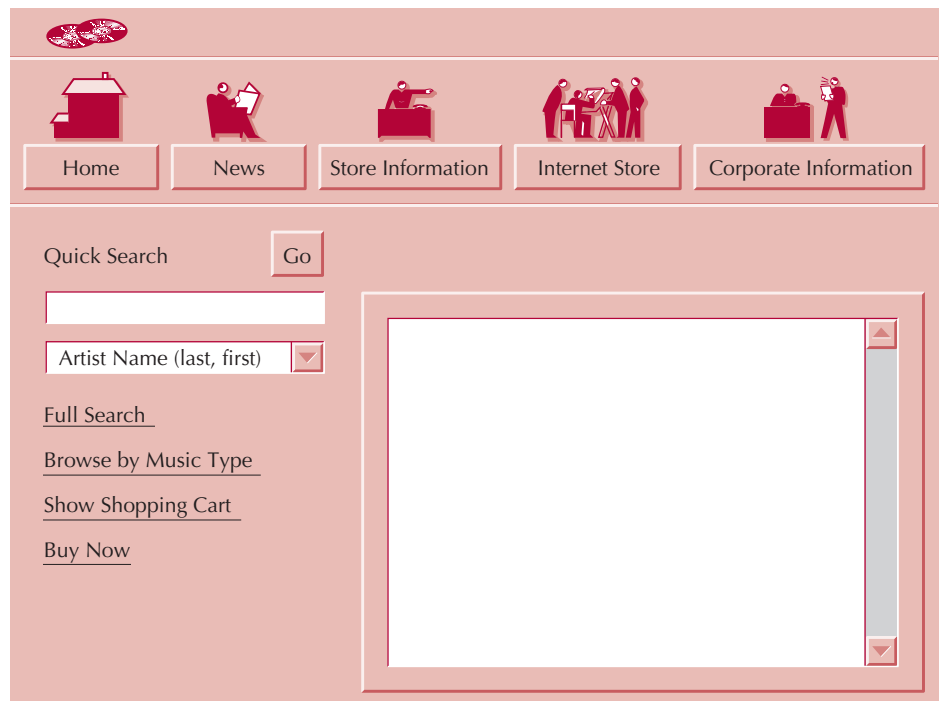 Home
News
Store Information
Internet Store
Corporate Information
Quick Search
Go
Artist Name (last, first)
Full Search
Browse by Music Type
Show Shopping Cart
Buy Now